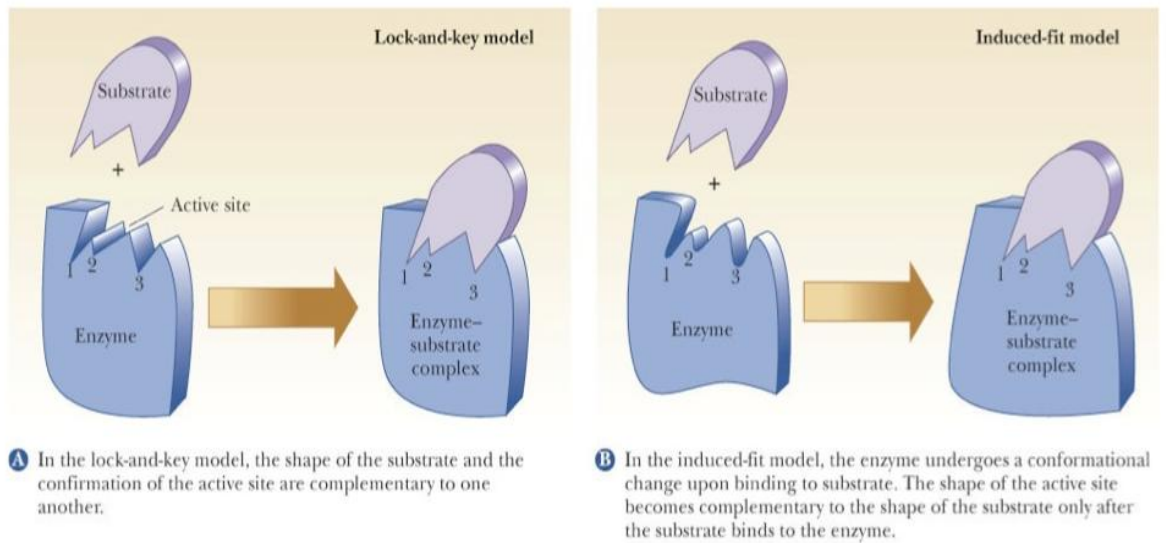 Lock-and-key model
Substrate
+
Active site
1
2
3
Enzyme
1
2
3
Enzyme–
substrate
complex
A In the lock-and-key model, the shape of the substrate and the
confirmation of the active site are complementary to one
another.
Induced-fit model
Substrate
+
1
2
3
Enzyme
1
2
3
Enzyme-
substrate
complex
B In the induced-fit model, the enzyme undergoes a conformational
change upon binding to substrate. The shape of the active site
becomes complementary to the shape of the substrate only after
the substrate binds to the enzyme.